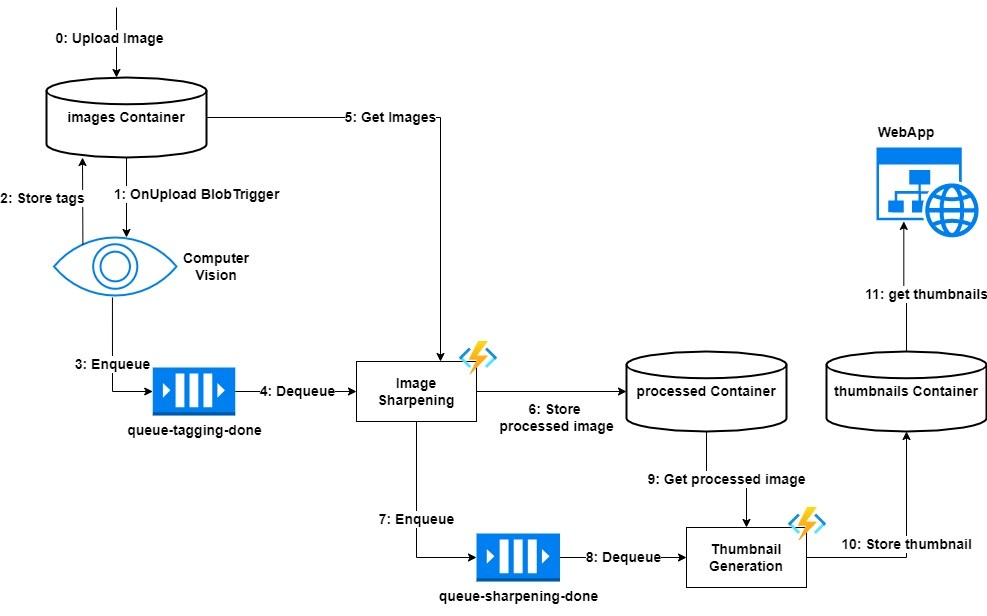 0: Upload Image
images Container
5: Get Images
WebApp
2: Store tags
1: OnUpload BlobTrigger
Computer
Vision
11: get thumbnails
3: Enqueue
4: Dequeue
queue-tagging-done
Image
Sharpening
6: Store
processed image
processed Container
thumbnails Container
9: Get processed image
7: Enqueue
8: Dequeue
queue-sharpening-done
Thumbnail
Generation
10: Store thumbnail